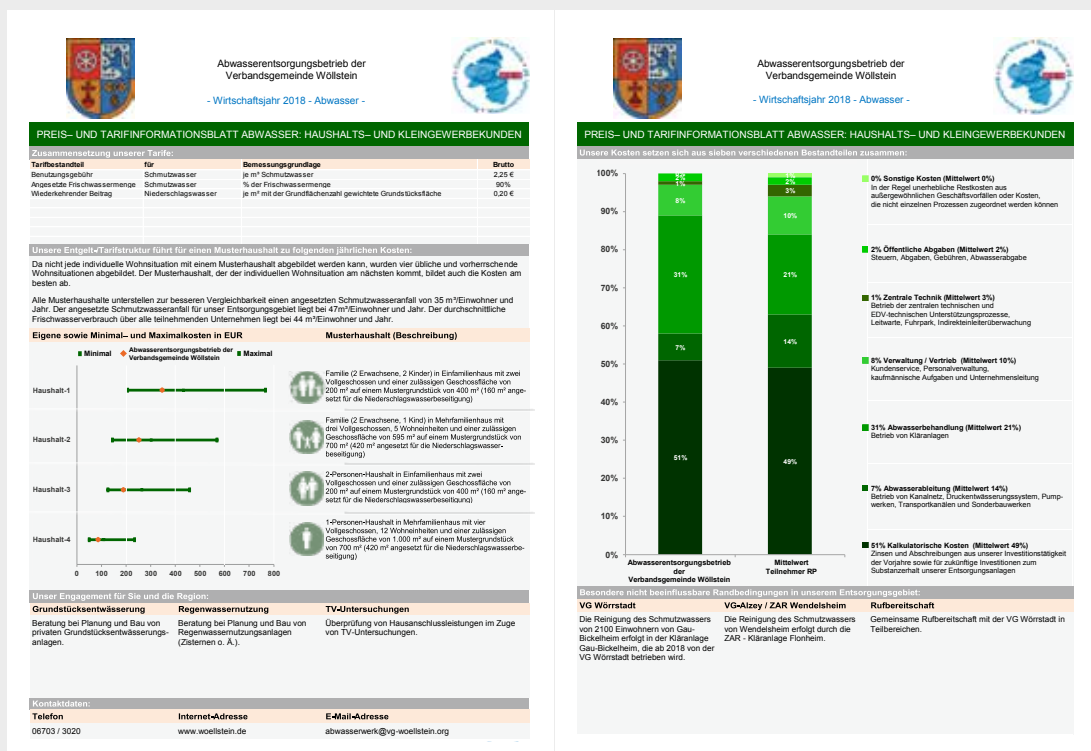 Abwasserentsorgungsbetrieb der
Verbandsgemeinde Wöllstein
- Wirtschaftsjahr 2018 - Abwasser -
PREIS– UND TARIFINFORMATIONSBLATT ABWASSER: HAUSHALTS– UND KLEINGEWERBEKUNDEN
Zusammensetzung unserer Tarife:
Tarifbestandteil für Bemessungsgrundlage Brutto
Benutzungsgebühr Schmutzwasser je m³ Schmutzwasser 2,25 €
Angesetzte Frischwassermenge Schmutzwasser % der Frischwassermenge 90%
Wiederkehrender Beitrag Niederschlagswasser je m² mit der Grundflächenzahl gewichtete Grundstücksfläche 0,20 €
Unsere Entgelt-/Tarifstruktur führt für einen Musterhaushalt zu folgenden jährlichen Kosten:
Da nicht jede individuelle Wohnsituation mit einem Musterhaushalt abgebildet werden kann, wurden vier übliche und vorherrschende
Wohnsituationen abgebildet. Der Musterhaushalt, der der individuellen Wohnsituation am nächsten kommt, bildet auch die Kosten am
besten ab.
Alle Musterhaushalte unterstellen zur besseren Vergleichbarkeit einen angesetzten Schmutzwasseranfall von 35 m³/Einwohner und
Jahr. Der angesetzte Schmutzwasseranfall für unser Entsorgungsgebiet liegt bei 47m³/Einwohner und Jahr. Der durchschnittliche
Frischwasserverbrauch über alle teilnehmenden Unternehmen liegt bei 44 m³/Einwohner und Jahr.
Eigene sowie Minimal– und Maximalkosten in EUR Musterhaushalt (Beschreibung)
Minimal Abwasserentsorgungsbetrieb der Verbandsgemeinde Wöllstein Maximal
Haushalt-1
Familie (2 Erwachsene, 2 Kinder) in Einfamilienhaus mit zwei
Vollgeschossen und einer zulässigen Geschossfläche von
200 m² auf einem Mustergrundstück von 400 m² (160 m² ange-
setzt für die Niederschlagswasserbeseitigung)
Haushalt-2
Familie (2 Erwachsene, 1 Kind) in Mehrfamilienhaus mit
drei Vollgeschossen, 5 Wohneinheiten und einer zulässigen
Geschossfläche von 595 m² auf einem Mustergrundstück von
700 m² (420 m² angesetzt für die Niederschlagswasser-
beseitigung)
Haushalt-3
2-Personen-Haushalt in Einfamilienhaus mit zwei
Vollgeschossen und einer zulässigen Geschossfläche von
200 m² auf einem Mustergrundstück von 400 m² (160 m² ange-
setzt für die Niederschlagswasserbeseitigung)
Haushalt-4
1-Personen-Haushalt in Mehrfamilienhaus mit vier
Vollgeschossen, 12 Wohneinheiten und einer zulässigen
Geschossfläche von 1.000 m² auf einem Mustergrundstück
von 700 m² (420 m² angesetzt für die Niederschlagswasserbe-
seitigung)
0 100 200 300 400 500 600 700 800
Unser Engagement für Sie und die Region:
Grundstücksentwässerung Regenwassernutzung TV-Untersuchungen
Beratung bei Planung und Bau von
privaten Grundstücksentwässerungs-
anlagen.
Beratung bei Planung und Bau von
Regenwassernutzungsanlagen
(Zisternen o. Ä.).
Überprüfung von Hausanschlussleistungen im Zuge
von TV-Untersuchungen.
Kontaktdaten:
Telefon Internet-Adresse E-Mail-Adresse
06703 / 3020 www.woellstein.de abwasserwerk@vg-woellstein.org
Abwasserentsorgungsbetrieb der
Verbandsgemeinde Wöllstein
- Wirtschaftsjahr 2018 - Abwasser -
PREIS– UND TARIFINFORMATIONSBLATT ABWASSER: HAUSHALTS– UND KLEINGEWERBEKUNDEN
Unsere Kosten setzen sich aus sieben verschiedenen Bestandteilen zusammen:
100%
90%
80%
70%
60%
50%
40%
30%
20%
10%
0%
1%
8%
31%
7%
51%
2%
3%
10%
21%
14%
49%
Abwasserentsorgungsbetrieb
der
Verbandsgemeinde Wöllstein
Mittelwert
Teilnehmer RP
0% Sonstige Kosten (Mittelwert 0%)
In der Regel unerhebliche Restkosten aus
außergewöhnlichen Geschäftsvorfällen oder Kosten,
die nicht einzelnen Prozessen zugeordnet werden können
2% Öffentliche Abgaben (Mittelwert 2%)
Steuern, Abgaben, Gebühren, Abwasserabgabe
1% Zentrale Technik (Mittelwert 3%)
Betrieb der zentralen technischen und
EDV-technischen Unterstützungsprozesse,
Leitwarte, Fuhrpark, Indirekteinleiterüberwachung
8% Verwaltung / Vertrieb (Mittelwert 10%)
Kundenservice, Personalverwaltung,
kaufmännische Aufgaben und Unternehmensleitung
31% Abwasserbehandlung (Mittelwert 21%)
Betrieb von Kläranlagen
7% Abwasserableitung (Mittelwert 14%)
Betrieb von Kanalnetz, Druckentwässerungssystem, Pump-
werken, Transportkanälen und Sonderbauwerken
51% Kalkulatorische Kosten (Mittelwert 49%)
Zinsen und Abschreibungen aus unserer Investitionstätigkeit
der Vorjahre sowie für zukünftige Investitionen zum
Substanzerhalt unserer Entsorgungsanlagen
Besondere nicht beeinflussbare Randbedingungen in unserem Entsorgungsgebiet:
VG Wörrstadt VG-Alzey / ZAR Wendelsheim Rufbereitschaft
Die Reinigung des Schmutzwassers
von 2100 Einwohnern von Gau-
Bickelheim erfolgt in der Kläranlage
Gau-Bickelheim, die ab 2018 von der
VG Wörrstadt betrieben wird.
Die Reinigung des Schmutzwassers
von Wendelsheim erfolgt durch die
ZAR - Kläranlage Flonheim.
Gemeinsame Rufbereitschaft mit der VG Wörrstadt in
Teilbereichen.